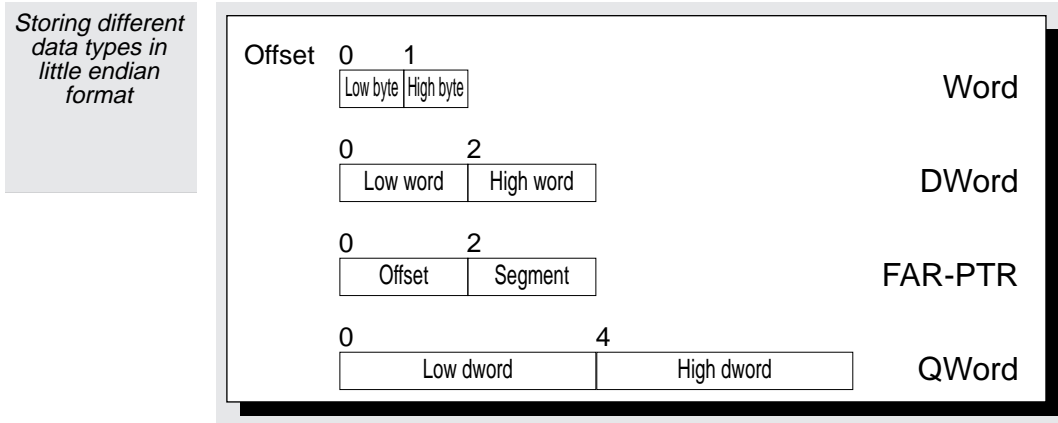 Storing different
data types in
little endian
format
Offset 0 1
Low byte High byte Word
0 2
Low word High word DWord
0 2
Offset Segment FAR-PTR
0 4
Low dword High dword QWord